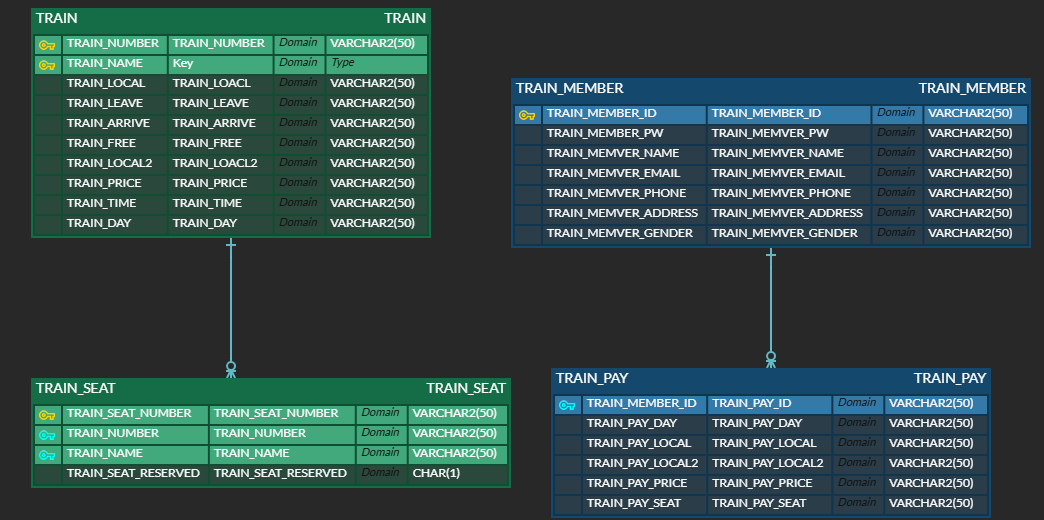 TRAIN TRAIN
TRAIN_NUMBER TRAIN_NUMBER Domain VARCHAR2(50)
TRAIN_NAME Key Domain Type
TRAIN_LOCAL TRAIN_LOACL Domain VARCHAR2(50)
TRAIN_LEAVE TRAIN_LEAVE Domain VARCHAR2(50)
TRAIN_ARRIVE TRAIN_ARRIVE Domain VARCHAR2(50)
TRAIN_FREE TRAIN_FREE Domain VARCHAR2(50)
TRAIN_LOCAL2 TRAIN_LOACL2 Domain VARCHAR2(50)
TRAIN_PRICE TRAIN_PRICE Domain VARCHAR2(50)
TRAIN_TIME TRAIN_TIME Domain VARCHAR2(50)
TRAIN_DAY TRAIN_DAY Domain VARCHAR2(50)
TRAIN_MEMBER TRAIN_MEMBER
TRAIN_MEMBER_ID TRAIN_MEMBER_ID Domain VARCHAR2(50)
TRAIN_MEMBER_PW TRAIN_MEMVER_PW Domain VARCHAR2(50)
TRAIN_MEMVER_NAME TRAIN_MEMVER_NAME Domain VARCHAR2(50)
TRAIN_MEMVER_EMAIL TRAIN_MEMVER_EMAIL Domain VARCHAR2(50)
TRAIN_MEMVER_PHONE TRAIN_MEMVER_PHONE Domain VARCHAR2(50)
TRAIN_MEMVER_ADDRESS TRAIN_MEMVER_ADDRESS Domain VARCHAR2(50)
TRAIN_MEMVER_GENDER TRAIN_MEMVER_GENDER Domain VARCHAR2(50)
TRAIN_SEAT TRAIN_SEAT
TRAIN_SEAT_NUMBER TRAIN_SEAT_NUMBER Domain VARCHAR2(50)
TRAIN_NUMBER TRAIN_NUMBER Domain VARCHAR2(50)
TRAIN_NAME TRAIN_NAME Domain VARCHAR2(50)
TRAIN_SEAT_RESERVED TRAIN_SEAT_RESERVED Domain CHAR(1)
TRAIN_PAY TRAIN_PAY
TRAIN_MEMBER_ID TRAIN_PAY_ID Domain VARCHAR2(50)
TRAIN_PAY_DAY TRAIN_PAY_DAY Domain VARCHAR2(50)
TRAIN_PAY_LOCAL TRAIN_PAY_LOCAL Domain VARCHAR2(50)
TRAIN_PAY_LOCAL2 TRAIN_PAY_LOCAL2 Domain VARCHAR2(50)
TRAIN_PAY_PRICE TRAIN_PAY_PRICE Domain VARCHAR2(50)
TRAIN_PAY_SEAT TRAIN_PAY_SEAT Domain VARCHAR2(50)